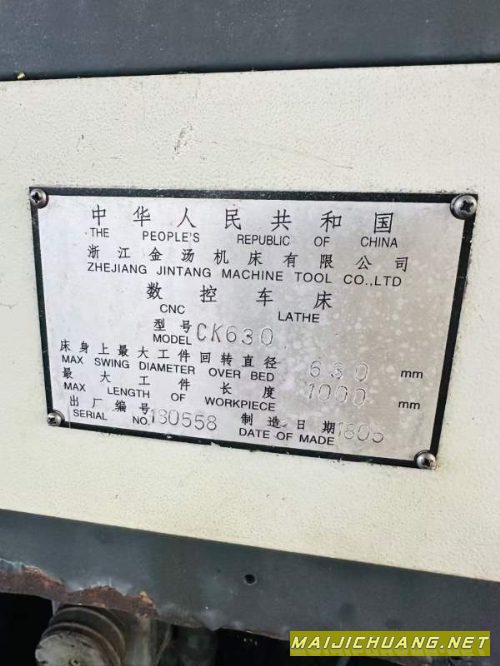 中华人民共和国
THE PEOPLE'S REPUBLIC OF CHINA
浙江金汤机床有限公司
ZHEJIANG JINTANG MACHINE TOOL CO.,LTD
数控车床
CNC LATHE
型号 CK630
MODEL
床身上最大工件回转直径 630 mm
MAX SWING DIAMETER OVER BED
最大工件长度 1000 mm
MAX LENGTH OF WORKPIECE
出厂编号 180558 制造日期 1805
SERIAL NO. DATE OF MADE
MAIJICHUANG.NET